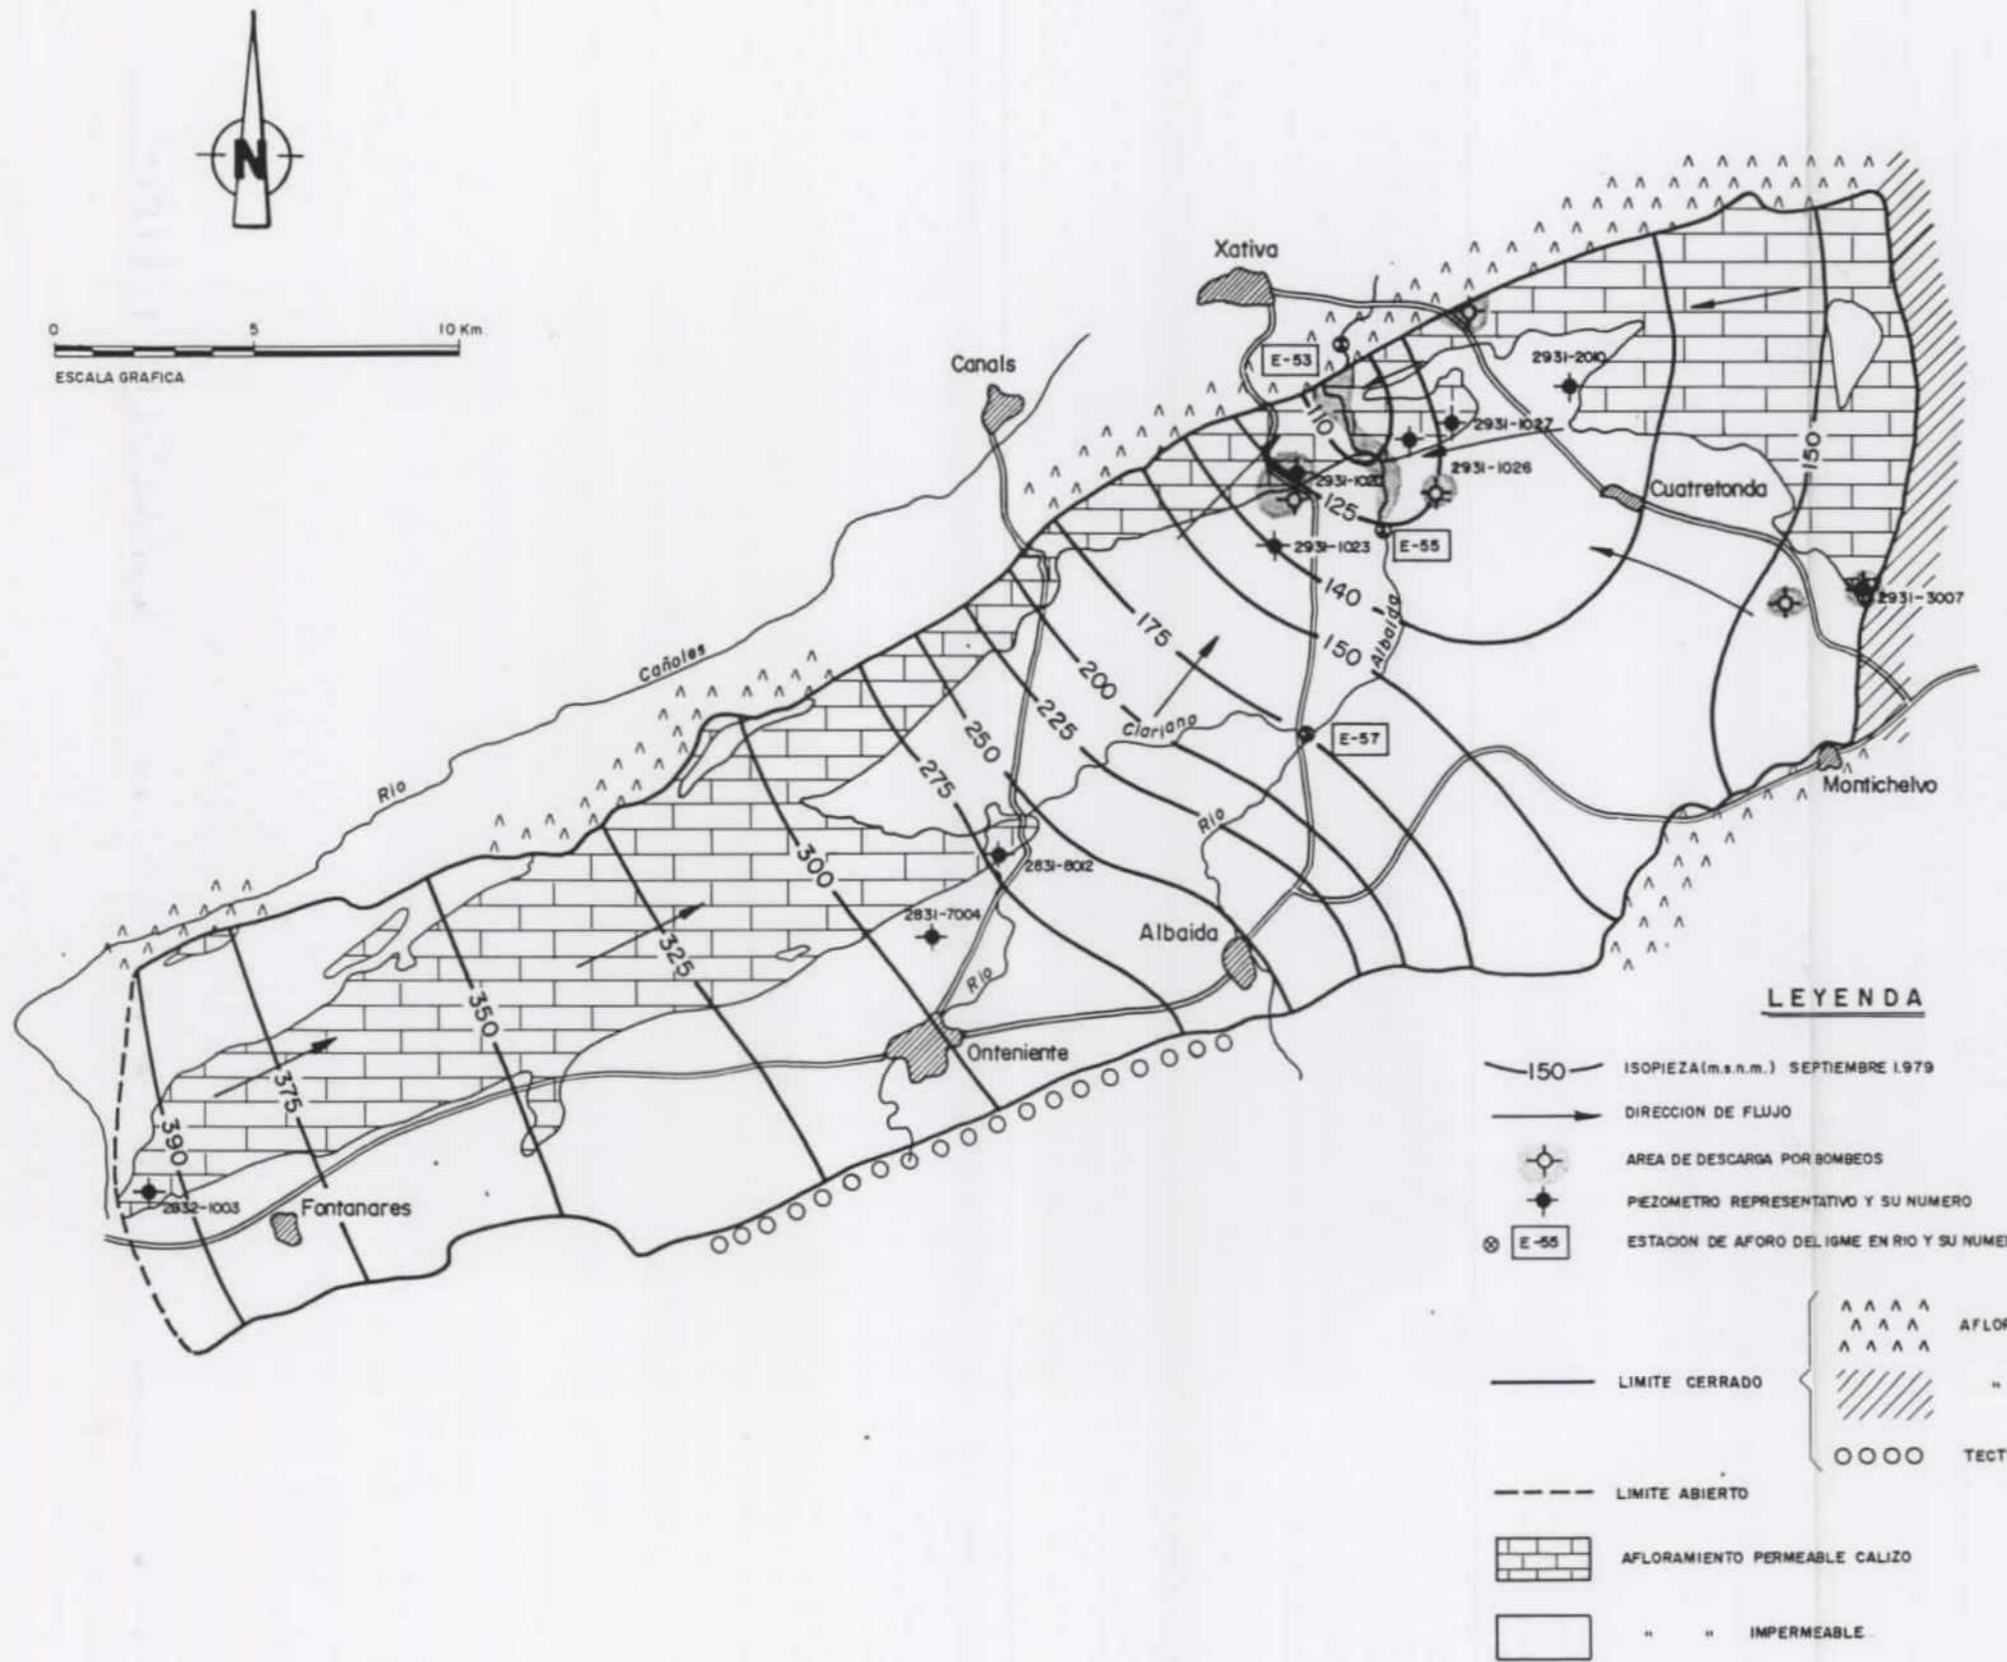 N
0 5 10 Km.
ESCALA GRAFICA
Xativa
Canals
E-53
2931-2010
110
2931-1027
2931-1026
2931-1020
125
150
Cuatretonda
2931-1023
E-55
140
2931-3007
175
150
Albaida
Cañoles
200
225
Clariano
E-57
250
Rio
275
Rio
Montichelvo
300
2831-8012
2831-7004
325
Albaida
Rio
350
Onteniente
375
390
2832-1003
Fontanares
LEYENDA
150 ISOPIEZA (m.s.n.m.) SEPTIEMBRE 1.979
DIRECCION DE FLUJO
AREA DE DESCARGA POR BOMBEOS
PIEZOMETRO REPRESENTATIVO Y SU NUMERO
E-55 ESTACION DE AFORO DEL IGME EN RIO Y SU NUME
AFLOR
LIMITE CERRADO "
TECT
LIMITE ABIERTO
AFLORAMIENTO PERMEABLE CALIZO
" " IMPERMEABLE